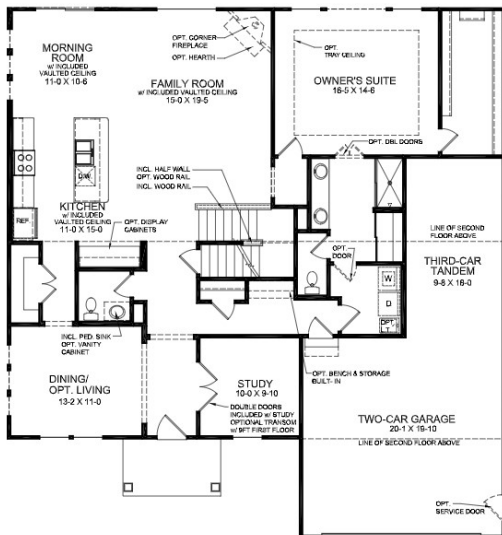 MORNING
ROOM
w/ INCLUDED
VAULTED CEILING
11-0 X 10-6
OPT. CORNER
FIREPLACE
OPT. HEARTH
FAMILY ROOM
w/ INCLUDED VAULTED CEILING
15-0 X 19-5
OPT.
TRAY CEILING
OWNER'S SUITE
16-5 X 14-6
OPT. DBL DOORS
D/W
REF.
KITCHEN
w/ INCLUDED
VAULTED CEILING
11-0 X 15-0
INCL. HALF WALL
OPT. WOOD RAIL
INCL. WOOD RAIL
OPT. DISPLAY
CABINETS
OPT.
DOOR
W
D
OPT.
LINE OF SECOND
FLOOR ABOVE
THIRD-CAR
TANDEM
9-8 X 18-0
INCL. PED. SINK
OPT. VANITY
CABINET
DINING/
OPT. LIVING
13-2 X 11-0
STUDY
10-0 X 9-10
DOUBLE DOORS
INCLUDED w/ STUDY
OPTIONAL TRANSOM
w/ 9FT FIRST FLOOR
OPT. BENCH & STORAGE
BUILT- IN
TWO-CAR GARAGE
20-1 X 19-10
LINE OF SECOND FLOOR ABOVE
OPT.
SERVICE DOOR